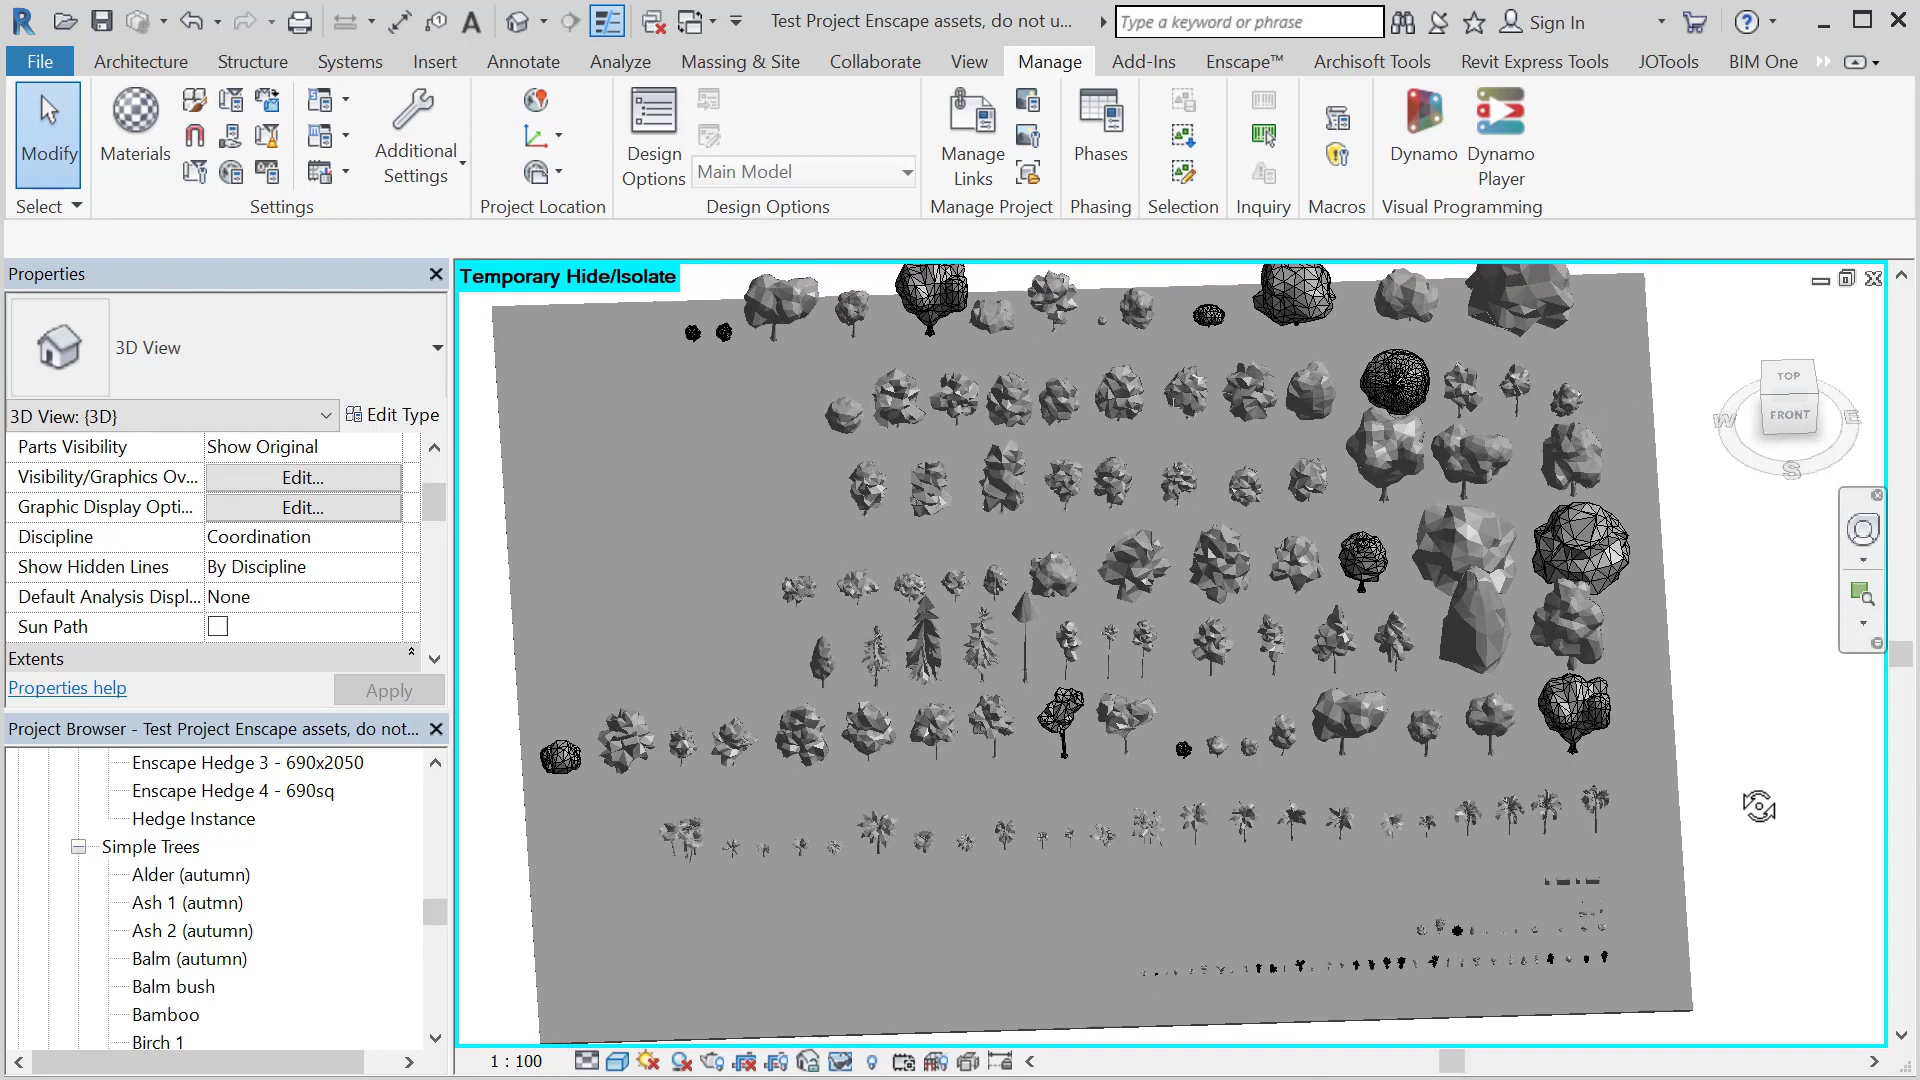 Test Project Enscape assets, do not u...
Type a keyword or phrase
Sign In
File
Architecture
Structure
Systems
Insert
Annotate
Analyze
Massing & Site
Collaborate
View
Manage
Add-Ins
Enscape™
Archisoft Tools
Revit Express Tools
JOTools
BIM One
Modify
Materials
Additional
Settings
Design
Options
Main Model
Manage
Links
Phases
Dynamo
Dynamo
Player
Select
Settings
Project Location
Design Options
Manage Project
Phasing
Selection
Inquiry
Macros
Visual Programming
Properties
3D View
3D View: {3D}
Edit Type
Parts Visibility
Show Original
Visibility/Graphics Ov...
Edit...
Graphic Display Opti...
Edit...
Discipline
Coordination
Show Hidden Lines
By Discipline
Default Analysis Displ...
None
Sun Path
Extents
Properties help
Apply
Project Browser - Test Project Enscape assets, do not...
Enscape Hedge 3 - 690x2050
Enscape Hedge 4 - 690sq
Hedge Instance
Simple Trees
Alder (autumn)
Ash 1 (autmn)
Ash 2 (autumn)
Balm (autumn)
Balm bush
Bamboo
Birch 1
Temporary Hide/Isolate
TOP
FRONT
W
E
S
1 : 100